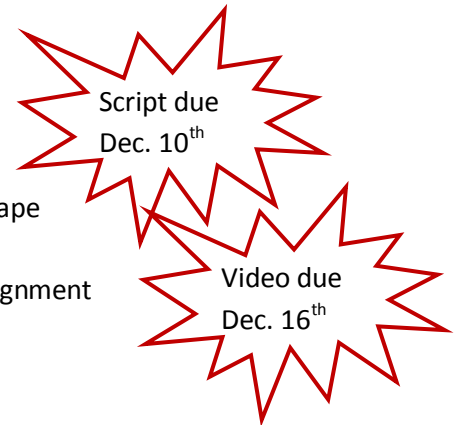 Script due
Dec. 10th
ape
gnment
Video due
Dec. 16th